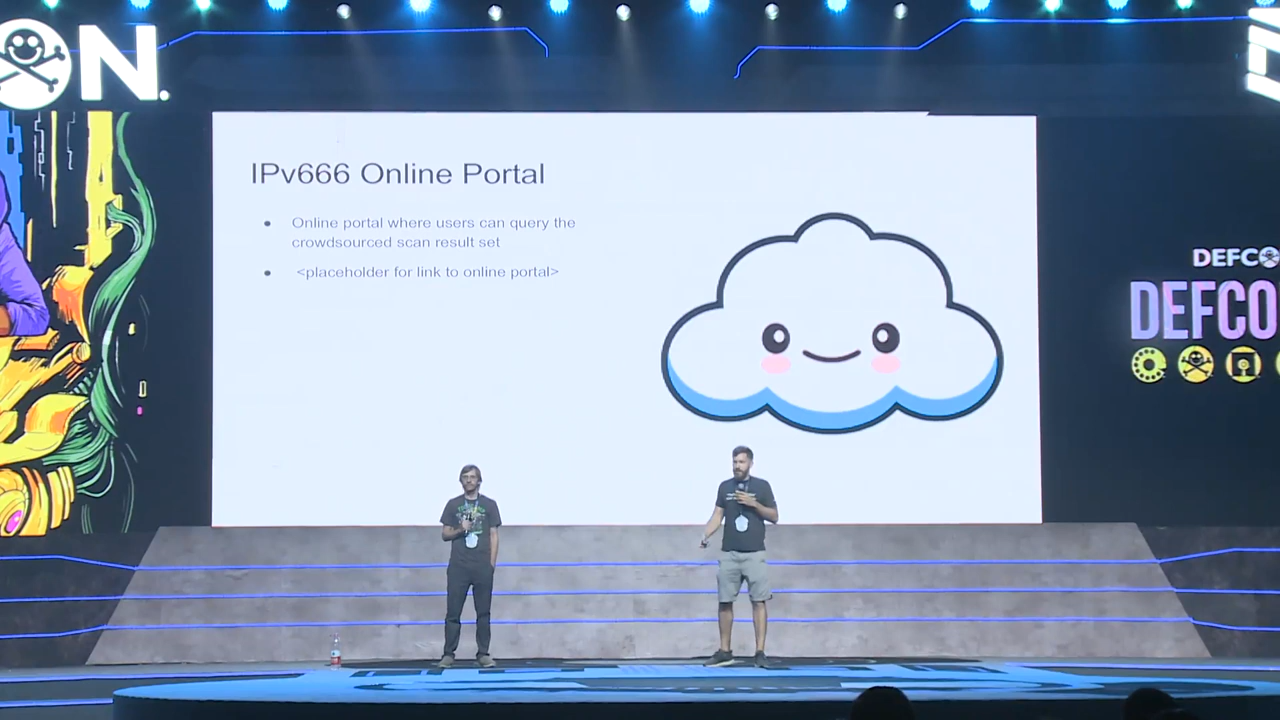 ON.
IPv666 Online Portal
Online portal where users can query the
crowdsourced scan result set
<placeholder for link to online portal>
DEFC
DEFCO